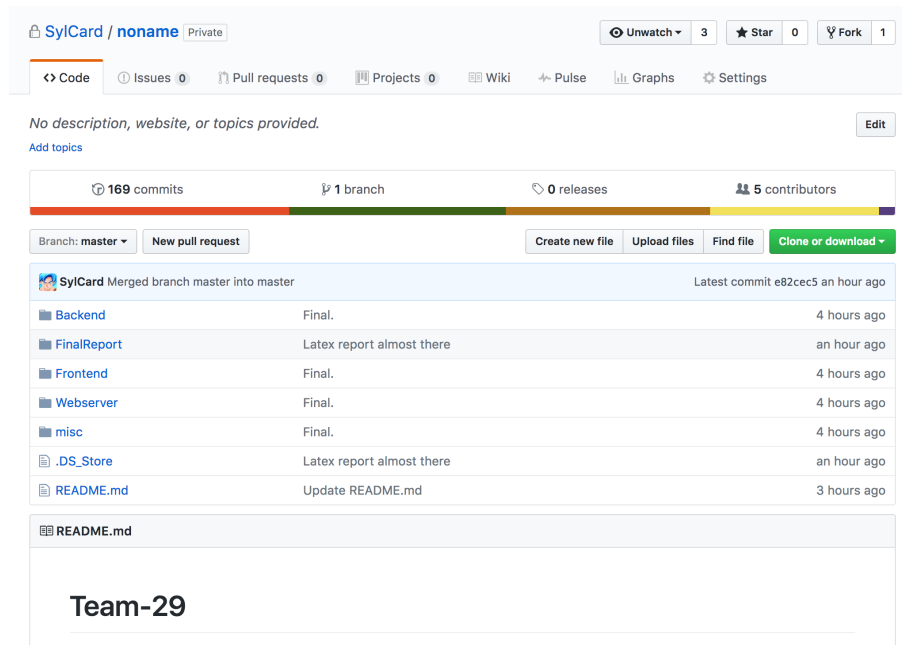 SylCard / noname Private Unwatch 3 Star 0 Fork 1
Code Issues 0 Pull requests 0 Projects 0 Wiki Pulse Graphs Settings
No description, website, or topics provided. Edit
Add topics
169 commits 1 branch 0 releases 5 contributors
Branch: master New pull request Create new file Upload files Find file Clone or download
SylCard Merged branch master into master Latest commit e82cec5 an hour ago
Backend Final. 4 hours ago
FinalReport Latex report almost there an hour ago
Frontend Final. 4 hours ago
Webserver Final. 4 hours ago
misc Final. 4 hours ago
.DS_Store Latex report almost there an hour ago
README.md Update README.md 3 hours ago
README.md
Team-29